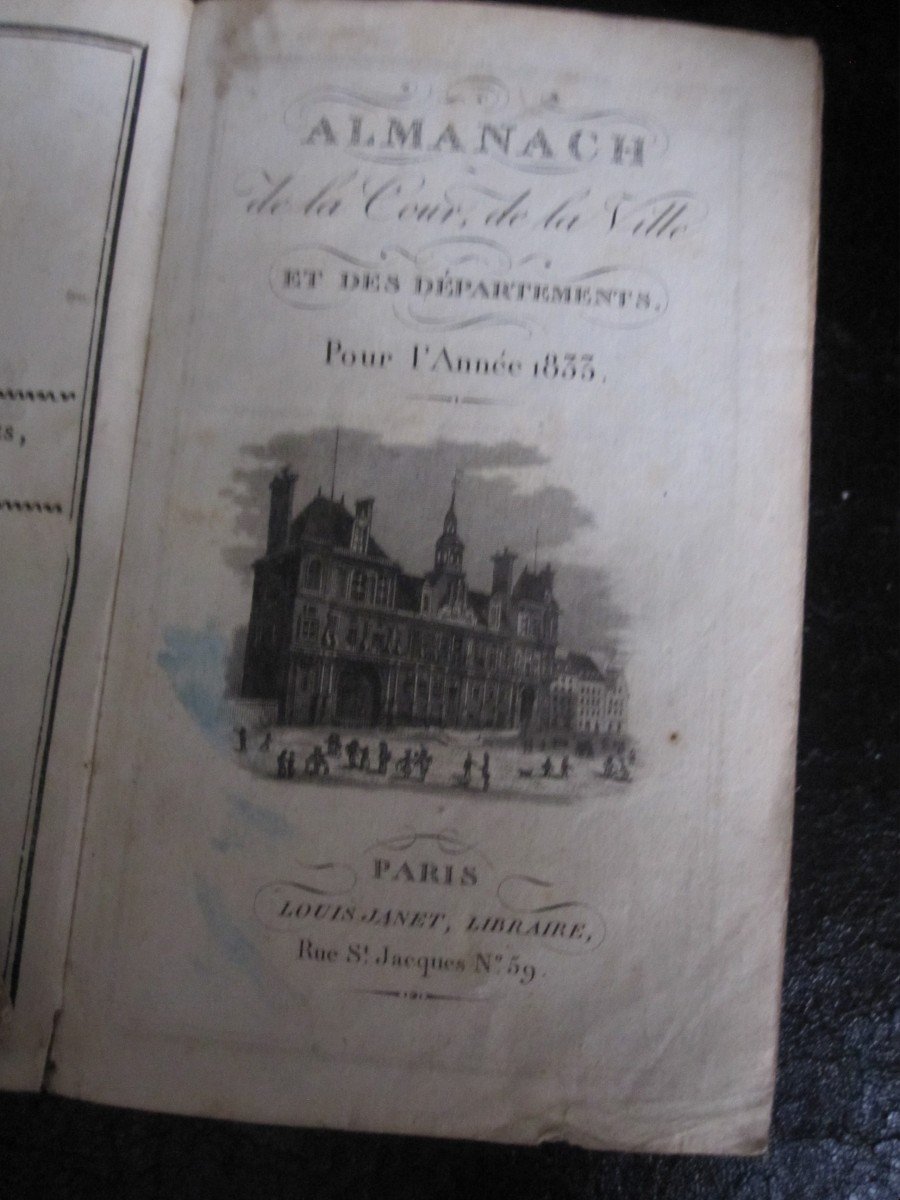 ALMANACH
de la Cour, de la Ville
ET DES DÉPARTEMENTS.
Pour l'Année 1833.
PARIS
LOUIS JANET, LIBRAIRE,
Rue St. Jacques N.º 59.